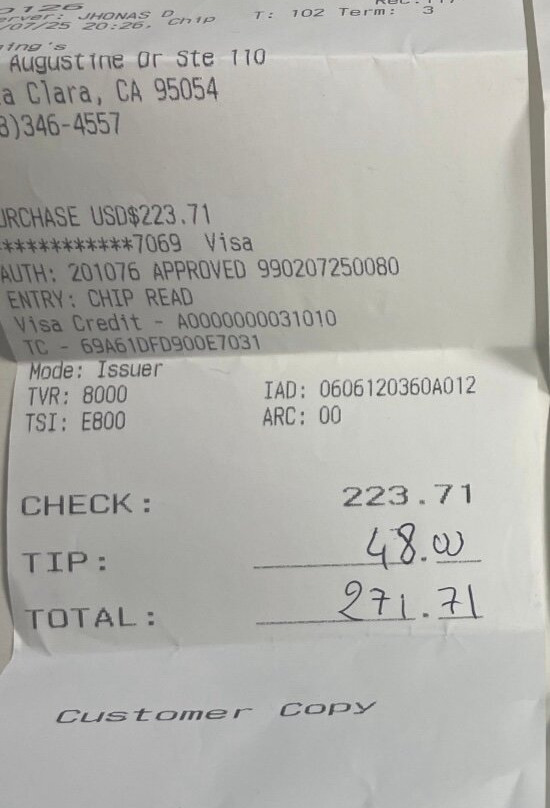 0126
erver: JHONAS D
/07/25 20:26, Chip T: 102 Term: 3
ing's
Augustine Dr Ste 110
a Clara, CA 95054
8)346-4557
URCHASE USD$223.71
***********7069 Visa
AUTH: 201076 APPROVED 990207250080
ENTRY: CHIP READ
Visa Credit - A0000000031010
TC - 69A61DFD900E7031
Mode: Issuer
TVR: 8000 IAD: 0606120360A012
TSI: E800 ARC: 00
CHECK: 223.71
TIP: 48.00
TOTAL: 271.71
Customer Copy